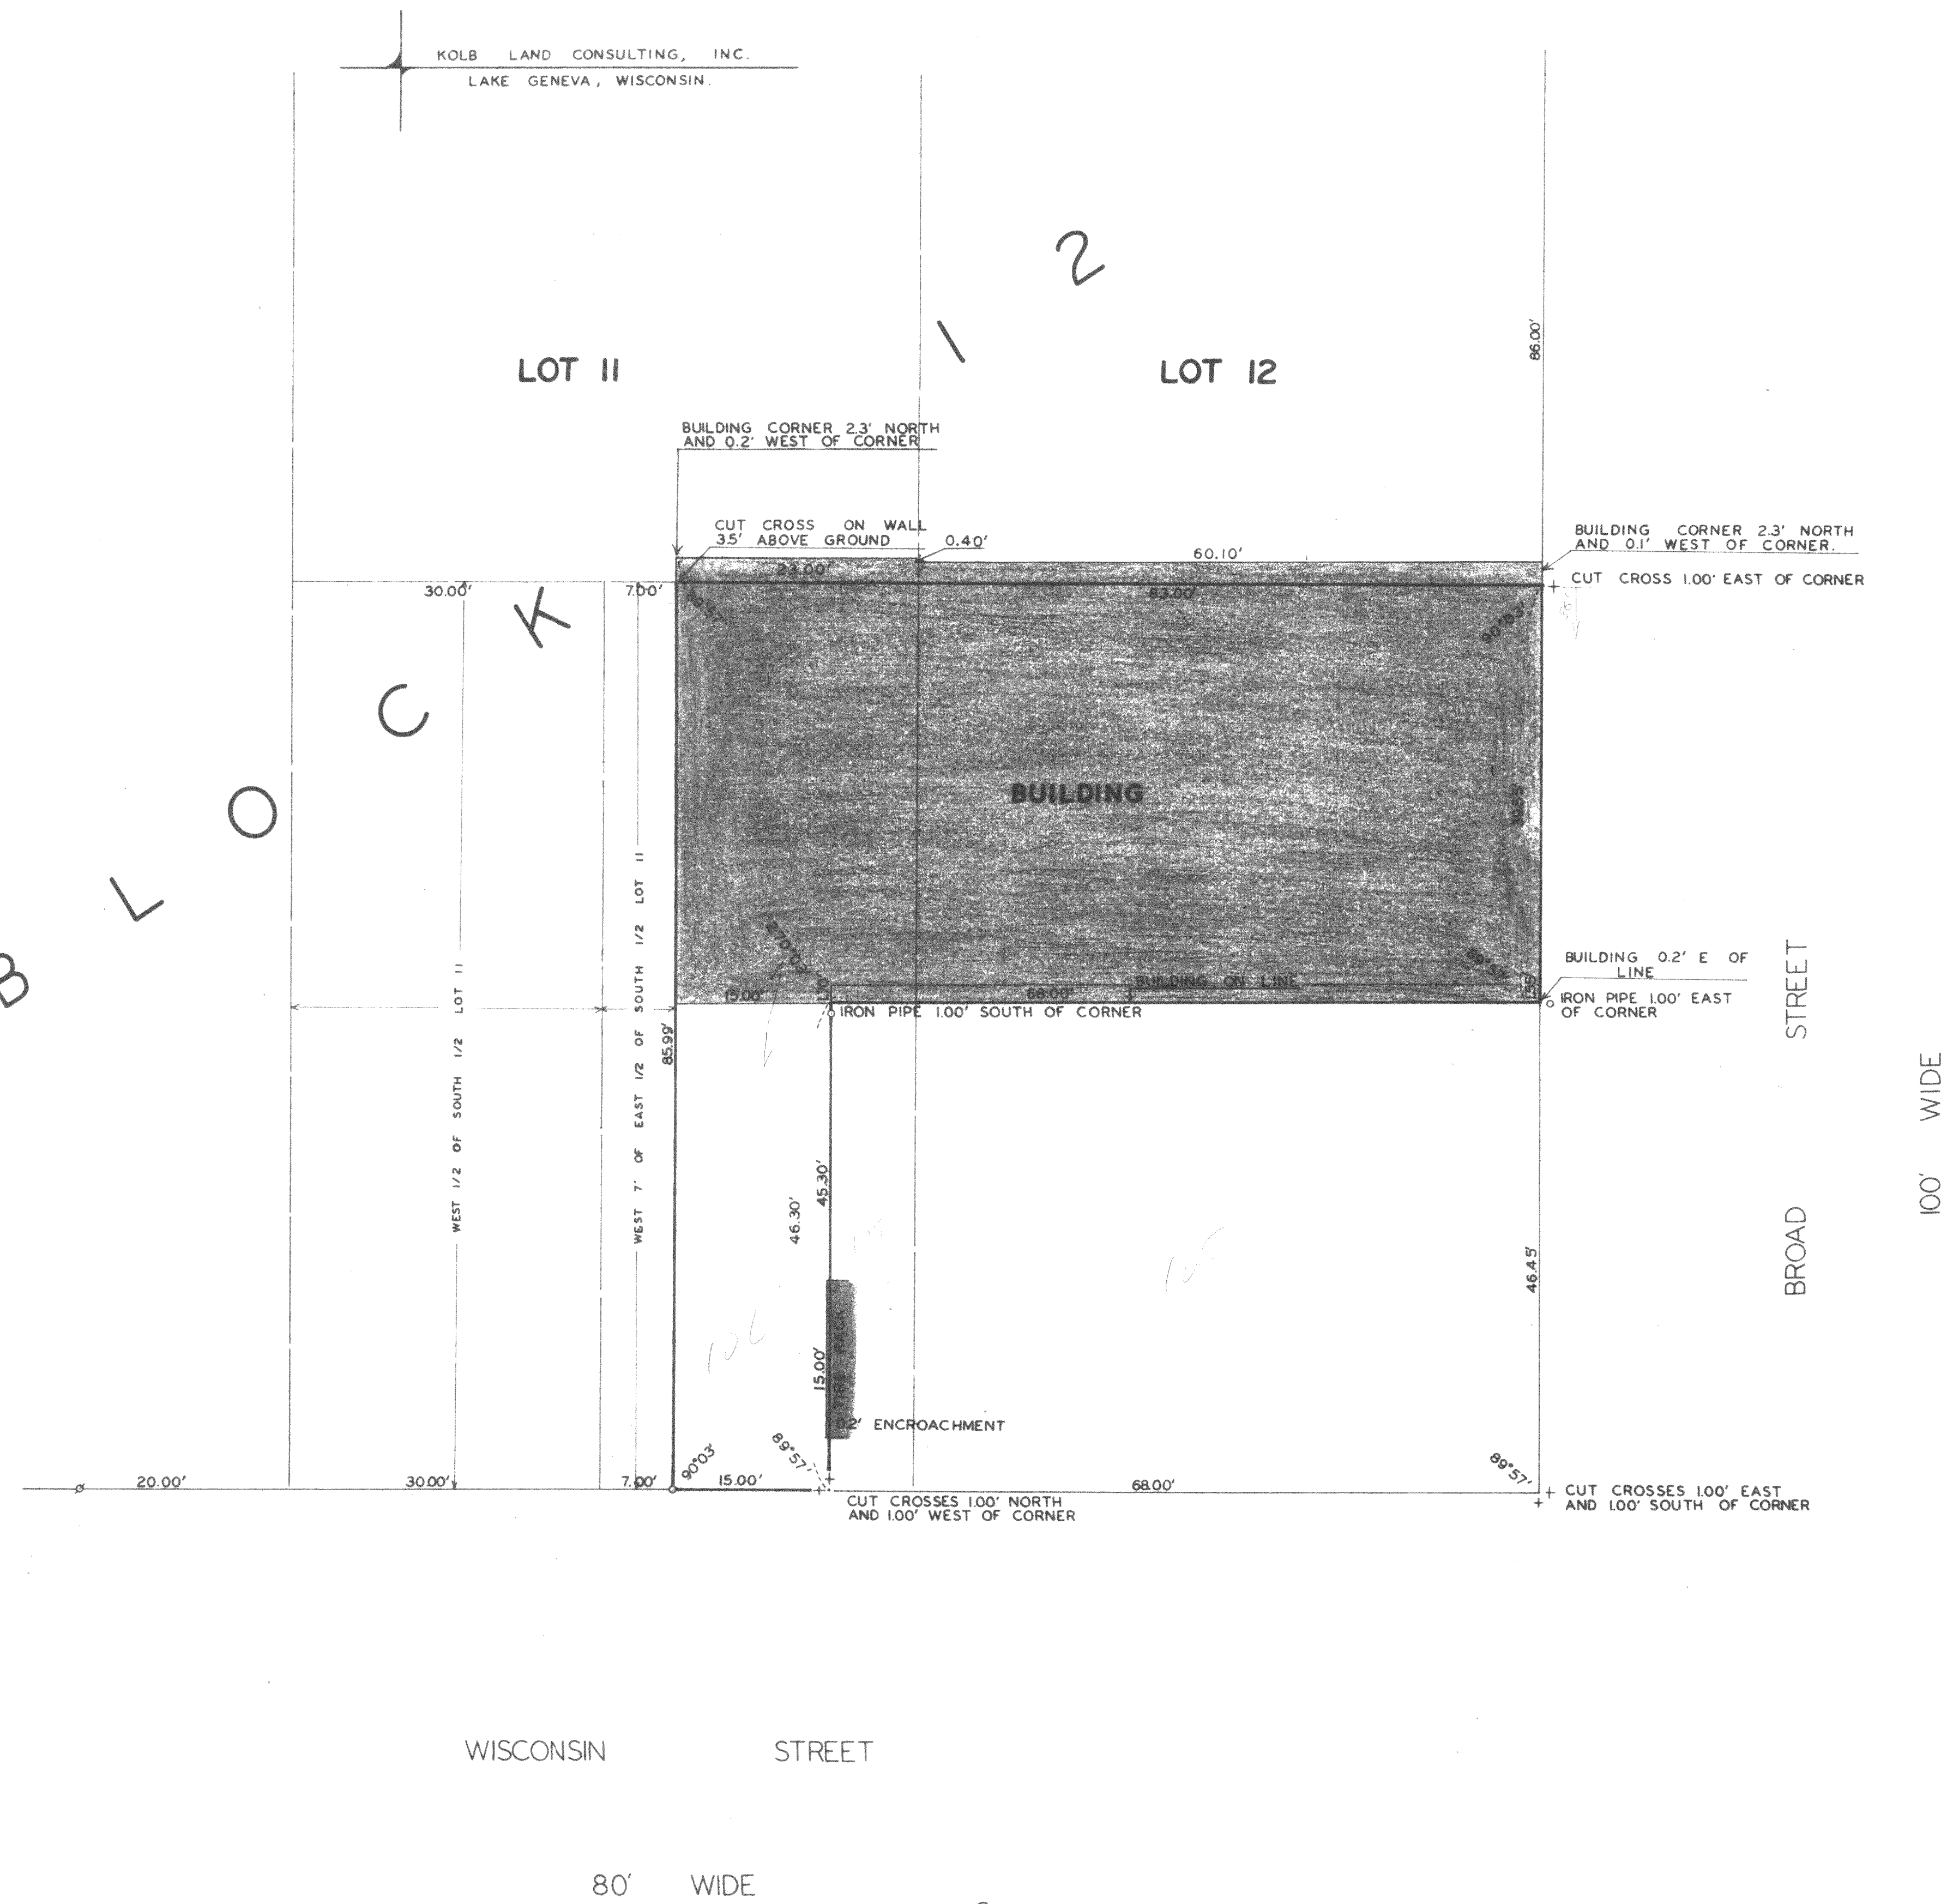 KOLB LAND CONSULTING, INC.
LAKE GENEVA, WISCONSIN.
BLOCK 12
LOT 11
LOT 12
86.00'
BUILDING CORNER 2.3' NORTH
AND 0.2' WEST OF CORNER
CUT CROSS ON WALL
3.5' ABOVE GROUND
0.40'
60.10'
BUILDING CORNER 2.3' NORTH
AND 0.1' WEST OF CORNER.
CUT CROSS 1.00' EAST OF CORNER
23.00'
30.00'
7.00'
83.00'
89°57'
90°03'
BUILDING
270°03'
89°57'
BUILDING ON LINE
15.00'
68.00'
IRON PIPE 1.00' SOUTH OF CORNER
BUILDING 0.2' E OF
LINE
IRON PIPE 1.00' EAST
OF CORNER
WEST 1/2 OF SOUTH 1/2 LOT 11
WEST 7' OF EAST 1/2 OF SOUTH 1/2 LOT 11
85.99'
45.30'
46.30'
15.00'
RACK
0.2' ENCROACHMENT
46.45'
BROAD STREET
100' WIDE
20.00'
30.00'
7.00'
90°03'
15.00'
89°57'
68.00'
89°57'
CUT CROSSES 1.00' NORTH
AND 1.00' WEST OF CORNER
CUT CROSSES 1.00' EAST
AND 1.00' SOUTH OF CORNER
WISCONSIN STREET
80' WIDE